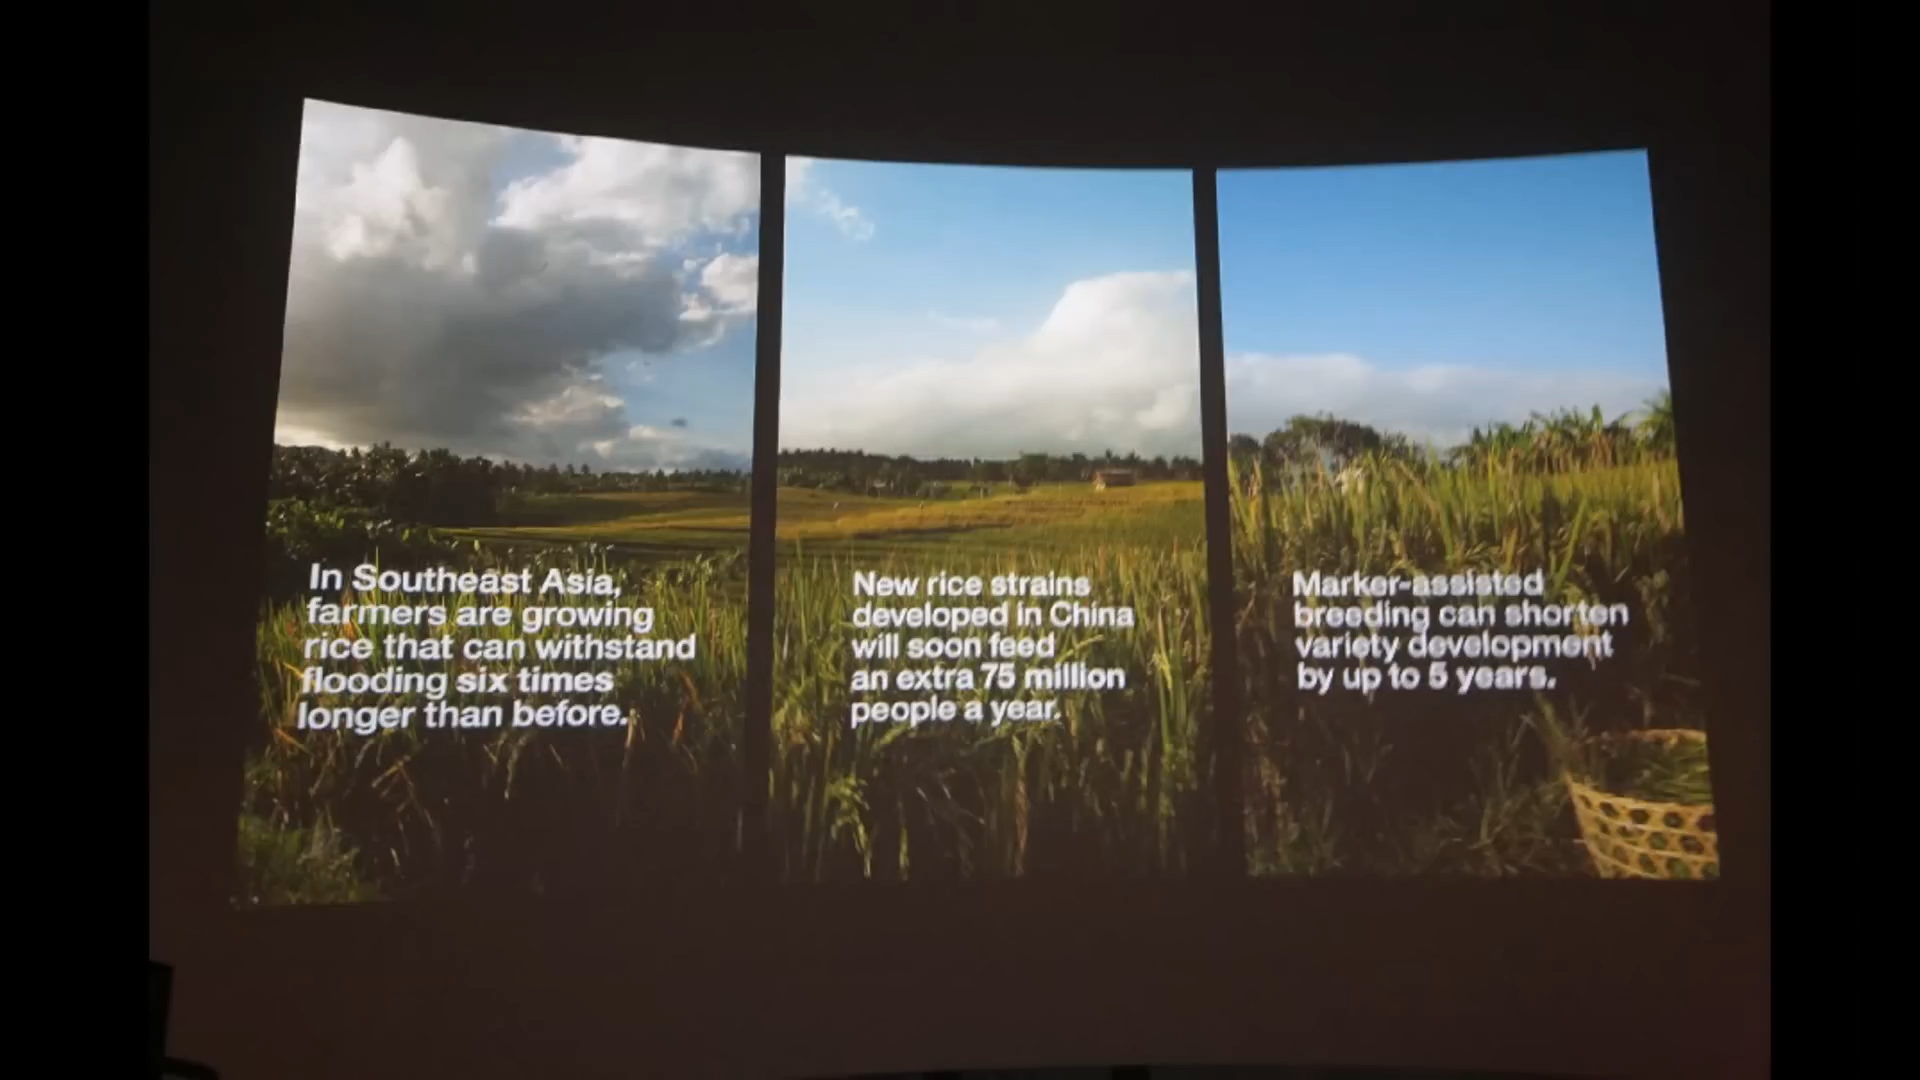 In Southeast Asia,
farmers are growing
rice that can withstand
flooding six times
longer than before.
New rice strains
developed in China
will soon feed
an extra 75 million
people a year.
Marker-assisted
breeding can shorten
variety development
by up to 5 years.